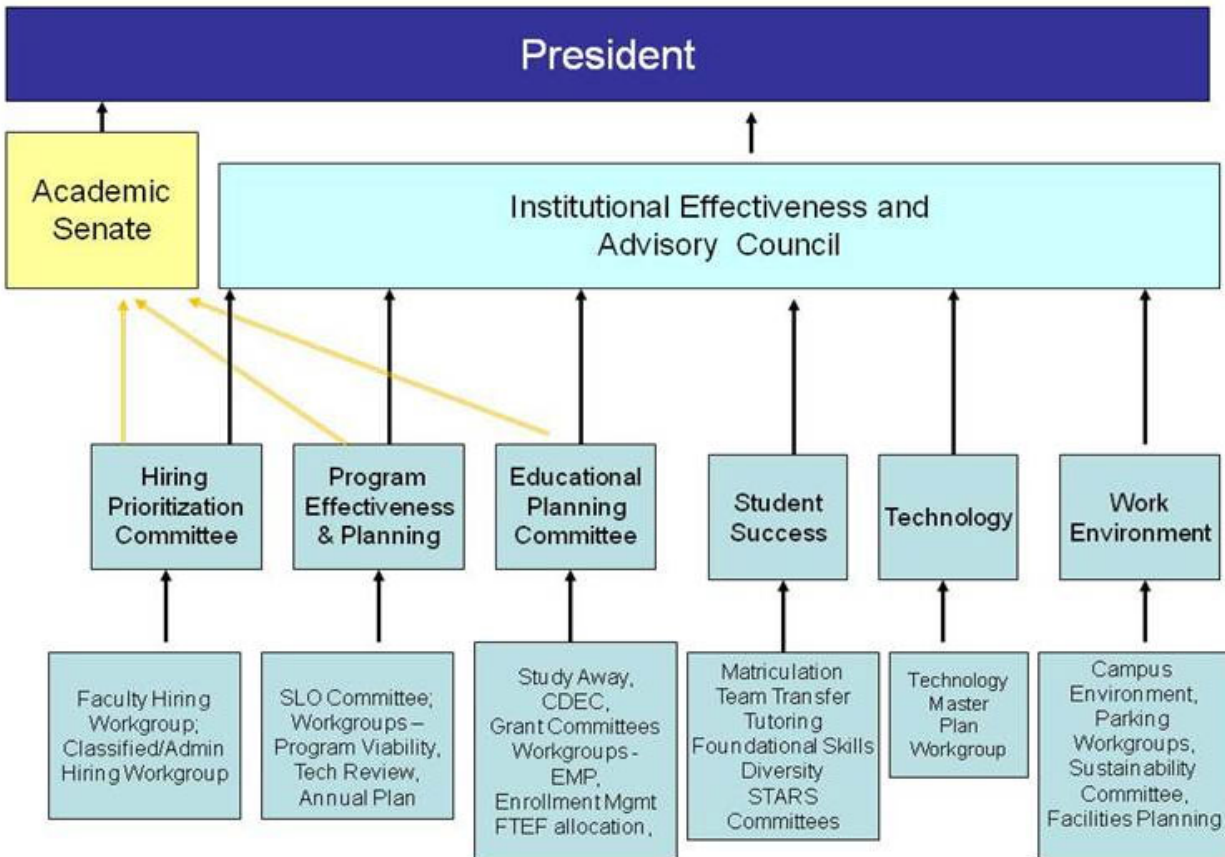 President
Academic
Senate
Institutional Effectiveness and
Advisory Council
Hiring
Prioritization
Committee
Program
Effectiveness
& Planning
Educational
Planning
Committee
Student
Success
Technology
Work
Environment
Faculty Hiring
Workgroup;
Classified/Admin
Hiring Workgroup
SLO Committee;
Workgroups –
Program Viability,
Tech Review,
Annual Plan
Study Away,
CDEC,
Grant Committees
Workgroups -
EMP,
Enrollment Mgmt
FTEF allocation ,
Matriculation
Team Transfer
Tutoring
Foundational Skills
Diversity
STARS
Committees
Technology
Master
Plan
Workgroup
Campus
Environment,
Parking
Workgroups,
Sustainability
Committee,
Facilities Planning